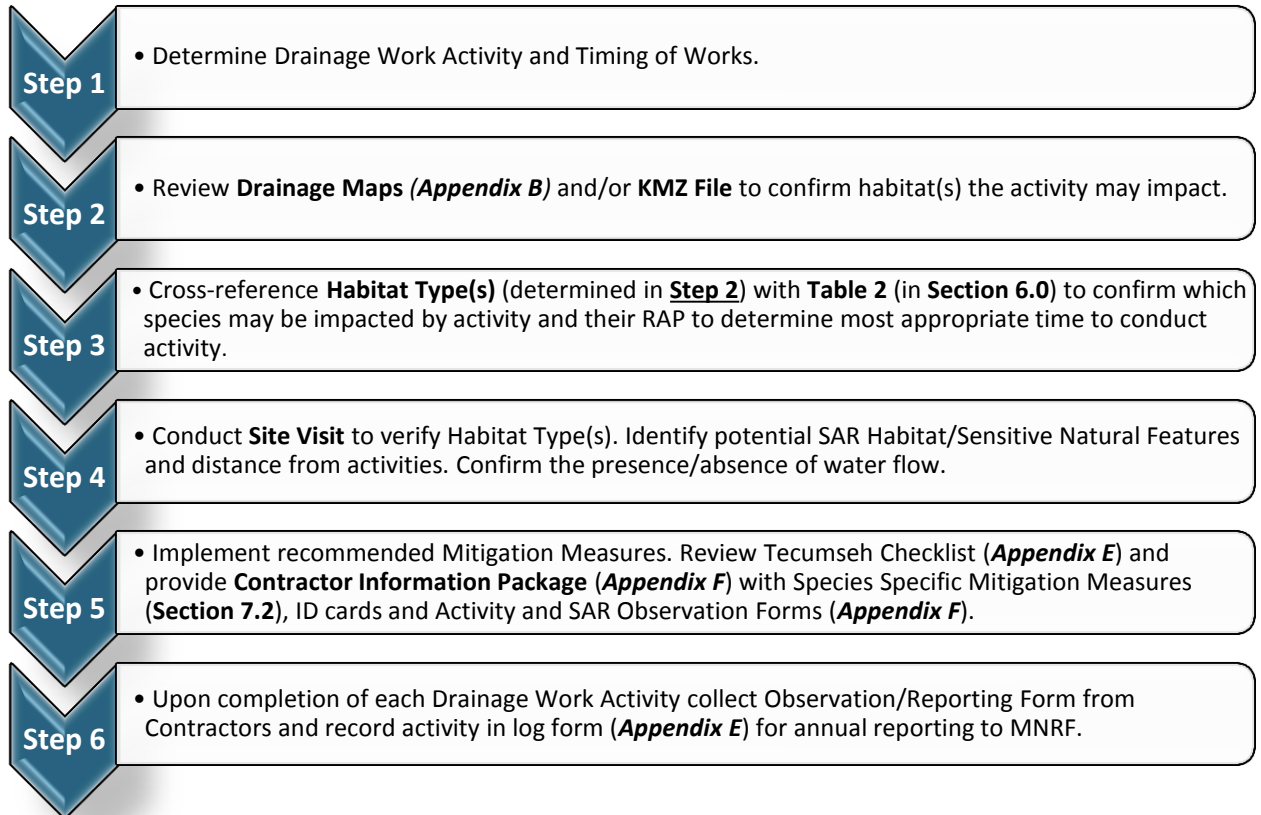 Step 1
• Determine Drainage Work Activity and Timing of Works.
Step 2
• Review Drainage Maps (Appendix B) and/or KMZ File to confirm habitat(s) the activity may impact.
Step 3
• Cross-reference Habitat Type(s) (determined in Step 2) with Table 2 (in Section 6.0) to confirm which
species may be impacted by activity and their RAP to determine most appropriate time to conduct
activity.
Step 4
• Conduct Site Visit to verify Habitat Type(s). Identify potential SAR Habitat/Sensitive Natural Features
and distance from activities. Confirm the presence/absence of water flow.
Step 5
• Implement recommended Mitigation Measures. Review Tecumseh Checklist (Appendix E) and
provide Contractor Information Package (Appendix F) with Species Specific Mitigation Measures
(Section 7.2), ID cards and Activity and SAR Observation Forms (Appendix F).
Step 6
• Upon completion of each Drainage Work Activity collect Observation/Reporting Form from
Contractors and record activity in log form (Appendix E) for annual reporting to MNRF.